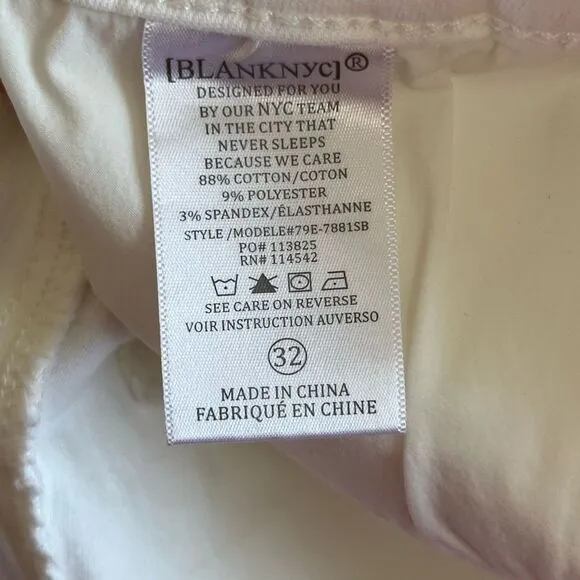 [BLANKNYC]®
DESIGNED FOR YOU
BY OUR NYC TEAM
IN THE CITY THAT
NEVER SLEEPS
BECAUSE WE CARE
88% COTTON/COTON
9% POLYESTER
3% SPANDEX/ÉLASTHANNE
STYLE /MODELE#79E-7881SB
PO# 113825
RN# 114542
SEE CARE ON REVERSE
VOIR INSTRUCTION AUVERSO
32
MADE IN CHINA
FABRIQUÉ EN CHINE